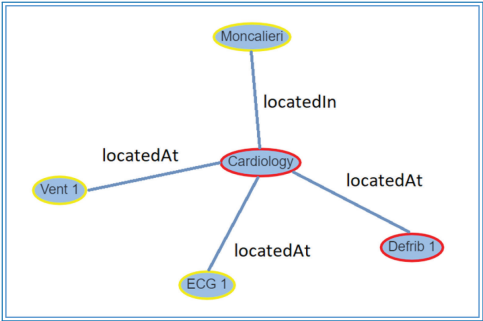 Moncalieri
locatedIn
locatedAt
Cardiology
locatedAt
Vent 1
locatedAt
Defrib 1
ECG 1